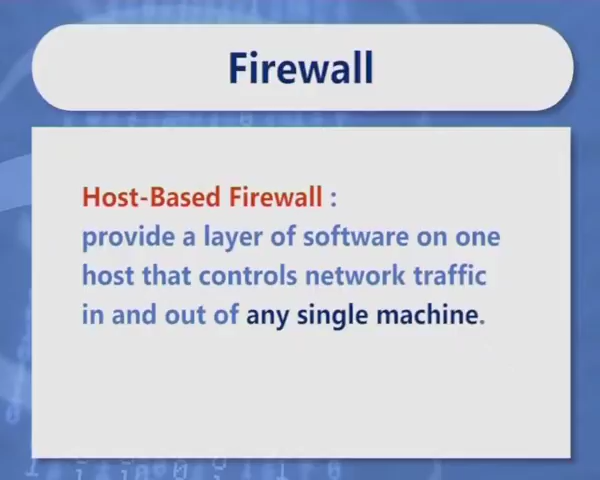 Firewall
Host-Based Firewall :
provide a layer of software on one
host that controls network traffic
in and out of any single machine.